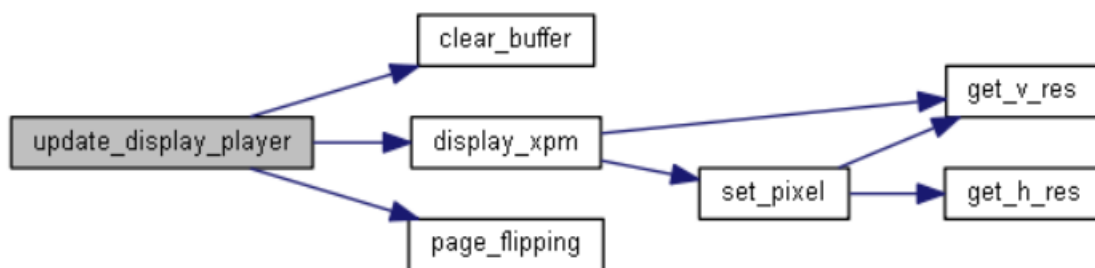 clear_buffer
get_v_res
update_display_player
display_xpm
set_pixel
get_h_res
page_flipping